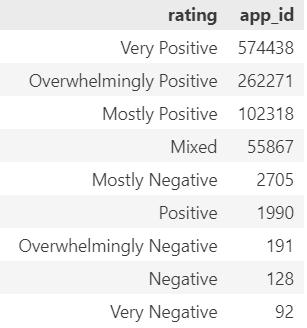 rating app_id
Very Positive 574438
Overwhelmingly Positive 262271
Mostly Positive 102318
Mixed 55867
Mostly Negative 2705
Positive 1990
Overwhelmingly Negative 191
Negative 128
Very Negative 92